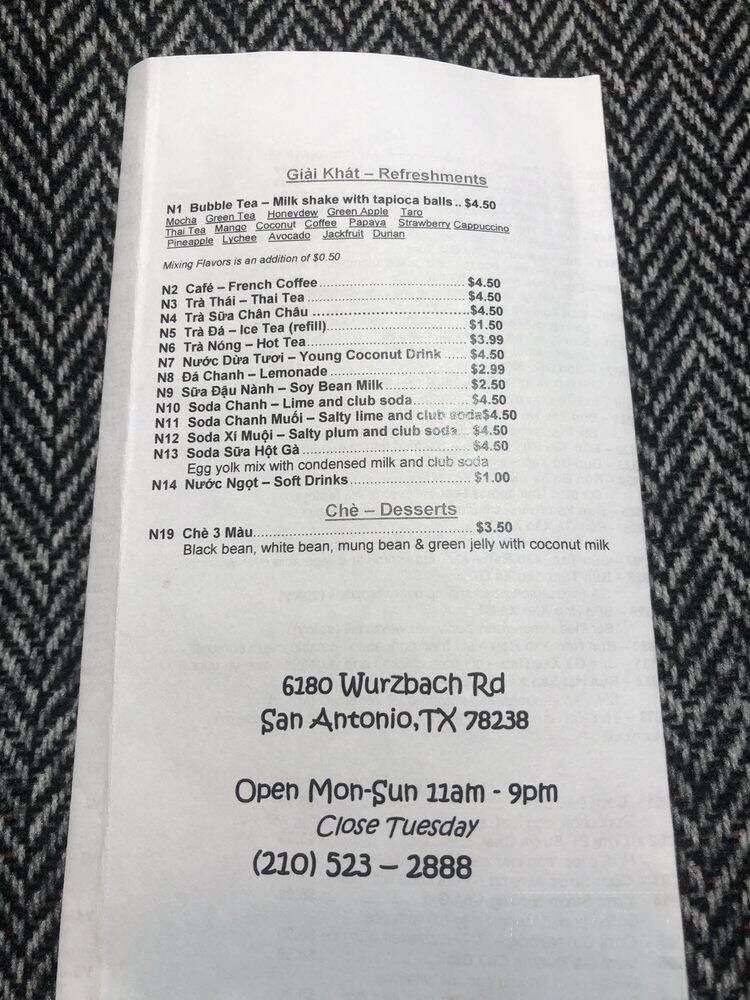 Giải Khát – Refreshments
N1 Bubble Tea – Milk shake with tapioca balls.. $4.50
Mocha Green Tea Honeydew Green Apple Taro
Thai Tea Mango Coconut Coffee Papaya Strawberry Cappuccino
Pineapple Lychee Avocado Jackfruit Durian
Mixing Flavors is an addition of $0.50
N2 Café – French Coffee.................................. $4.50
N3 Trà Thái – Thai Tea..................................... $4.50
N4 Trà Sữa Chân Châu ....................................$4.50
N5 Trà Đá – Ice Tea (refill)................................ $1.50
N6 Trà Nóng – Hot Tea..................................... $3.99
N7 Nước Dừa Tươi – Young Coconut Drink ..... $4.50
N8 Đá Chanh – Lemonade............................... $2.99
N9 Sữa Đậu Nành – Soy Bean Milk................... $2.50
N10 Soda Chanh – Lime and club soda............. $4.50
N11 Soda Chanh Muối – Salty lime and club soda$4.50
N12 Soda Xí Muội – Salty plum and club soda... $4.50
N13 Soda Sữa Hột Gà ........................................ $4.50
Egg yolk mix with condensed milk and club soda
N14 Nước Ngọt – Soft Drinks............................ $1.00
Chè – Desserts
N19 Chè 3 Màu.................................................. $3.50
Black bean, white bean, mung bean & green jelly with coconut milk
6180 Wurzbach Rd
San Antonio,TX 78238
Open Mon-Sun 11am - 9pm
Close Tuesday
(210) 523 – 2888